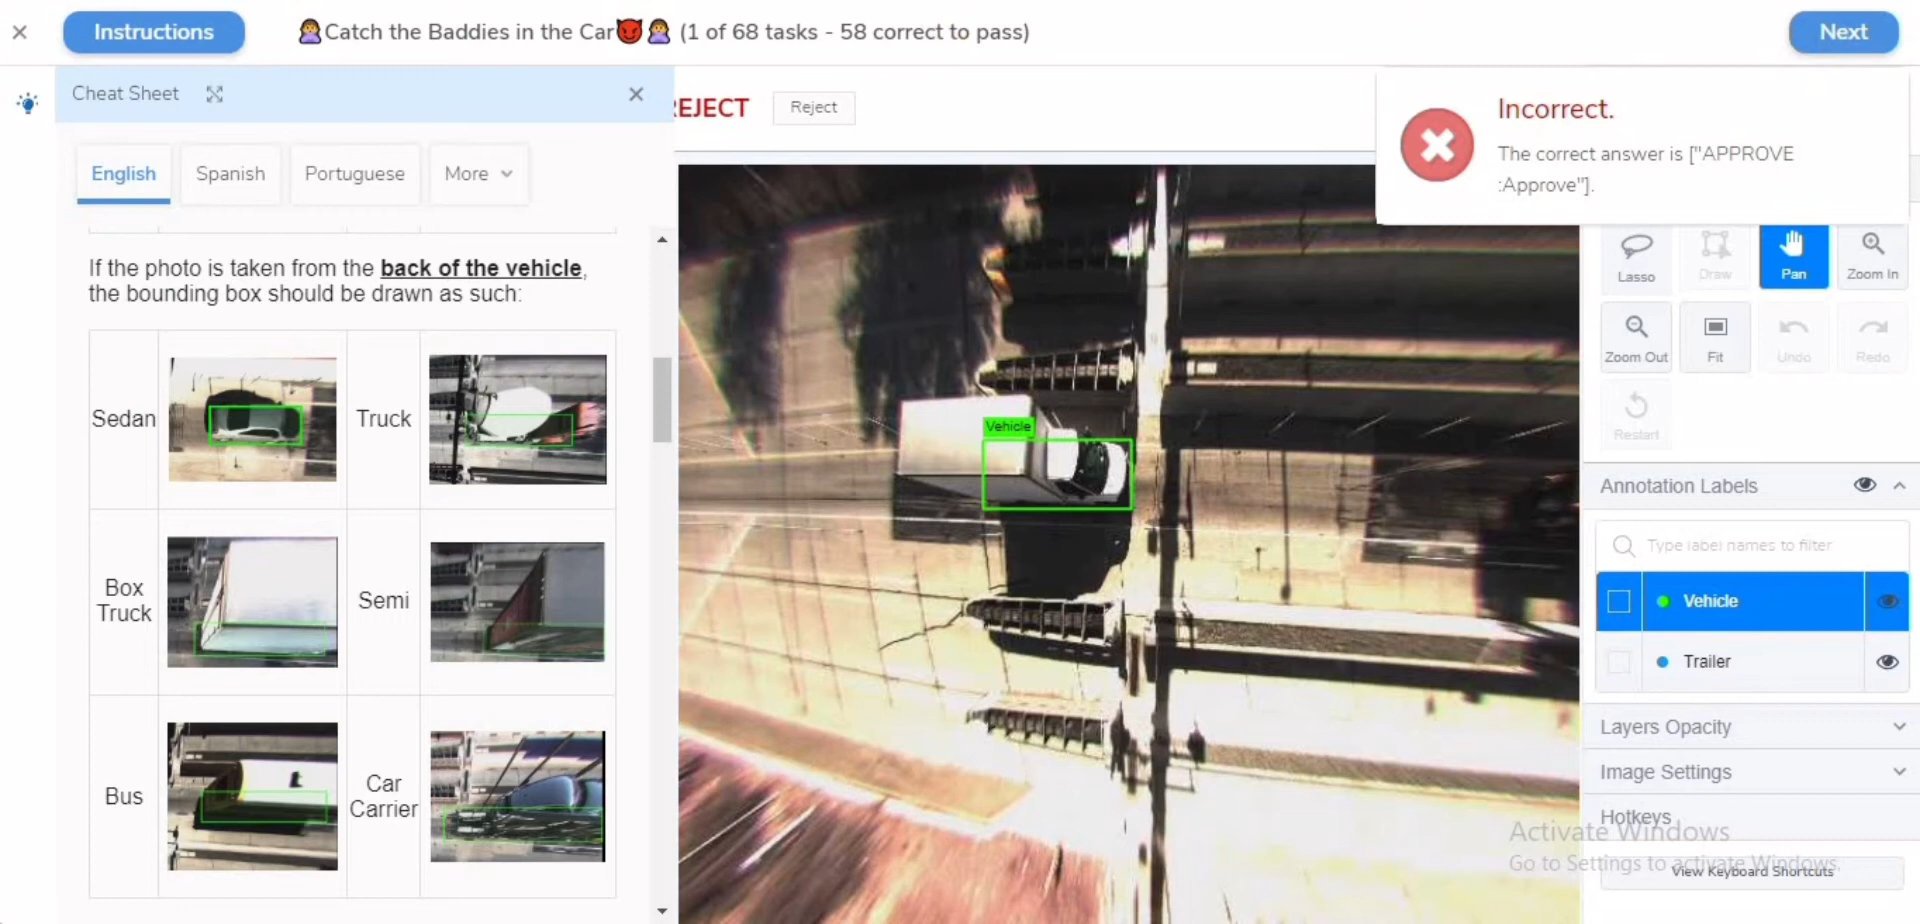 Instructions
🙍Catch the Baddies in the Car😈🙍 (1 of 68 tasks - 58 correct to pass)
Next
Cheat Sheet
EJECT
Reject
Incorrect.
The correct answer is ["APPROVE
:Approve"].
English
Spanish
Portuguese
More
If the photo is taken from the back of the vehicle,
the bounding box should be drawn as such:
Sedan
Truck
Box
Truck
Semi
Bus
Car
Carrier
Vehicle
Lasso
Draw
Pan
Zoom In
Zoom Out
Fit
Undo
Redo
Restart
Annotation Labels
Type label names to filter
Vehicle
Trailer
Layers Opacity
Image Settings
Hotkeys
Activate Windows
Go to Settings to activate Windows.
View Keyboard Shortcuts